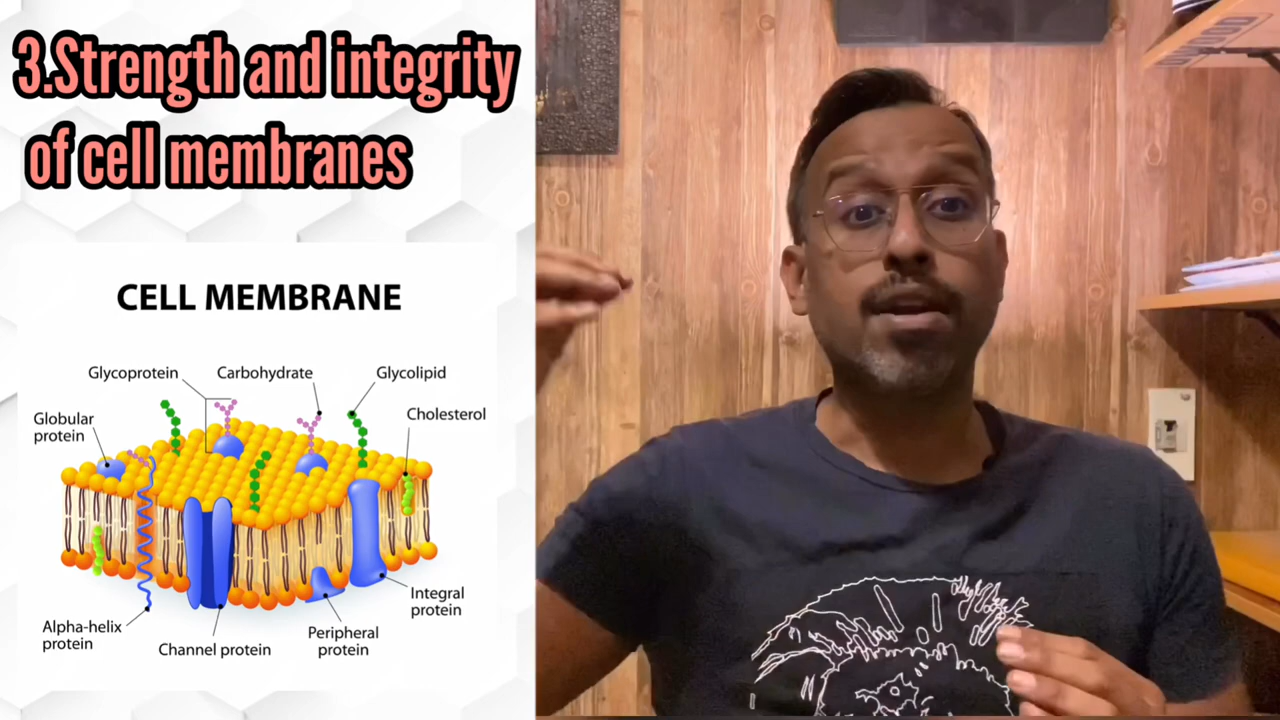 3.Strength and integrity
of cell membranes
CELL MEMBRANE
Glycoprotein
Carbohydrate
Glycolipid
Globular
protein
Cholesterol
Alpha-helix
protein
Channel protein
Peripheral
protein
Integral
protein